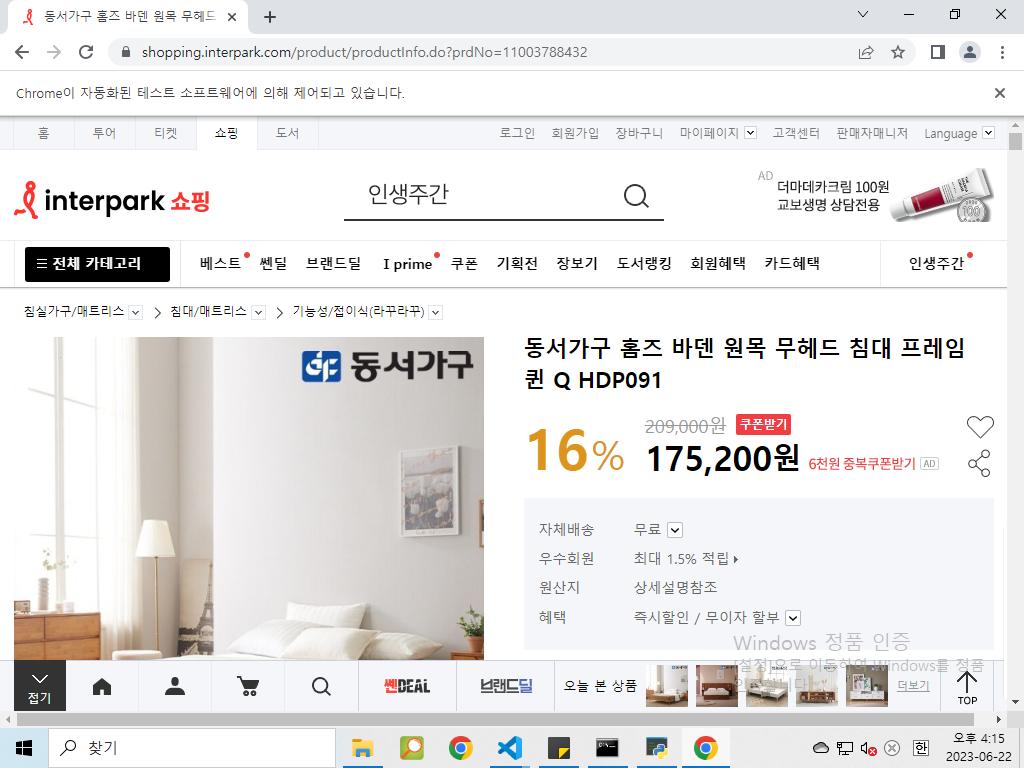 동서가구 홈즈 바덴 원목 무헤드
shopping.interpark.com/product/productInfo.do?prdNo=11003788432
Chrome이 자동화된 테스트 소프트웨어에 의해 제어되고 있습니다.
홈 투어 티켓 쇼핑 도서 로그인 회원가입 장바구니 마이페이지 고객센터 판매자매니저 Language
interpark 쇼핑
인생주간
AD
더마데카크림 100원
교보생명 상담전용
전체 카테고리 베스트 쎈딜 브랜드딜 I prime 쿠폰 기획전 장보기 도서랭킹 회원혜택 카드혜택 인생주간
침실가구/매트리스 > 침대/매트리스 > 기능성/접이식(라꾸라꾸)
동서가구
동서가구 홈즈 바덴 원목 무헤드 침대 프레임
퀸 Q HDP091
16%
209,000원 쿠폰받기
175,200원 6천원 중복쿠폰받기 AD
자체배송 무료
우수회원 최대 1.5% 적립
원산지 상세설명참조
혜택 즉시할인 / 무이자 할부
Windows 정품 인증
[설정]으로 이동하여 Windows를 정품
접기
쎈DEAL
브랜드딜
오늘 본 상품
더보기
TOP
찾기
한
오후 4:15
2023-06-22